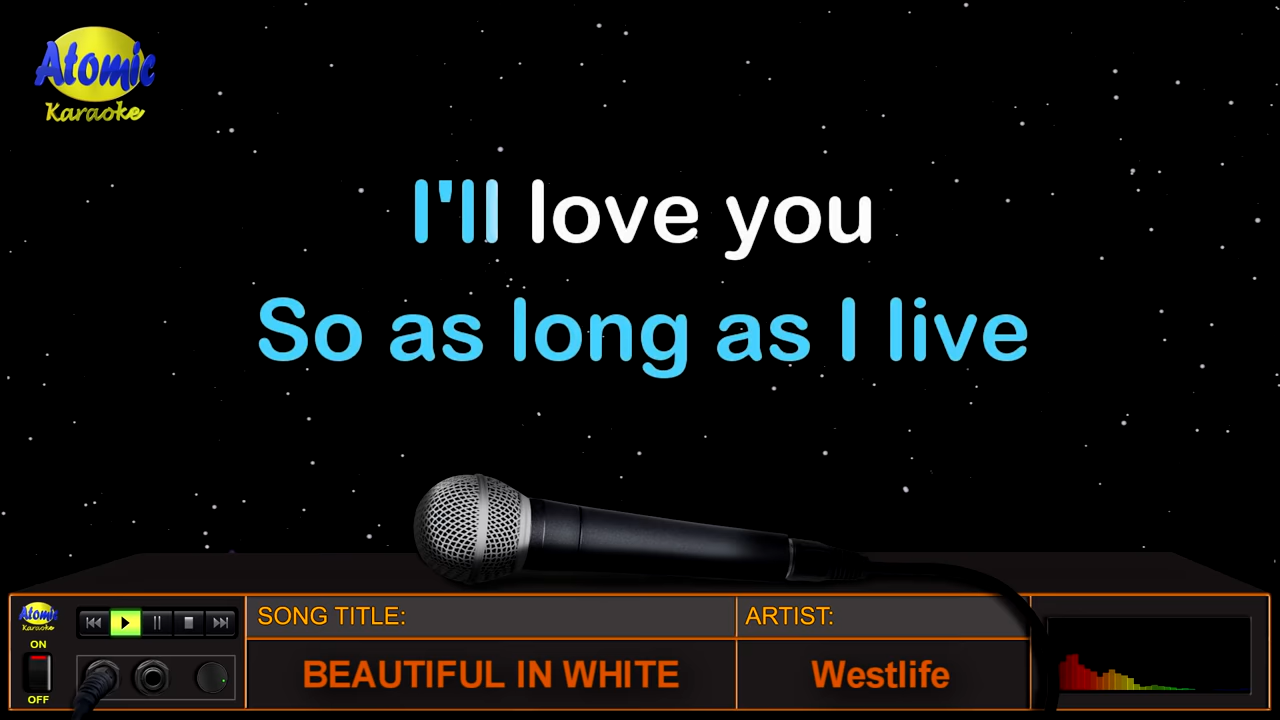 Atomic
Karaoke
I'll love you
So as long as I live
Atomic
Karaoke
ON
OFF
SONG TITLE:
BEAUTIFUL IN WHITE
ARTIST:
Westlife